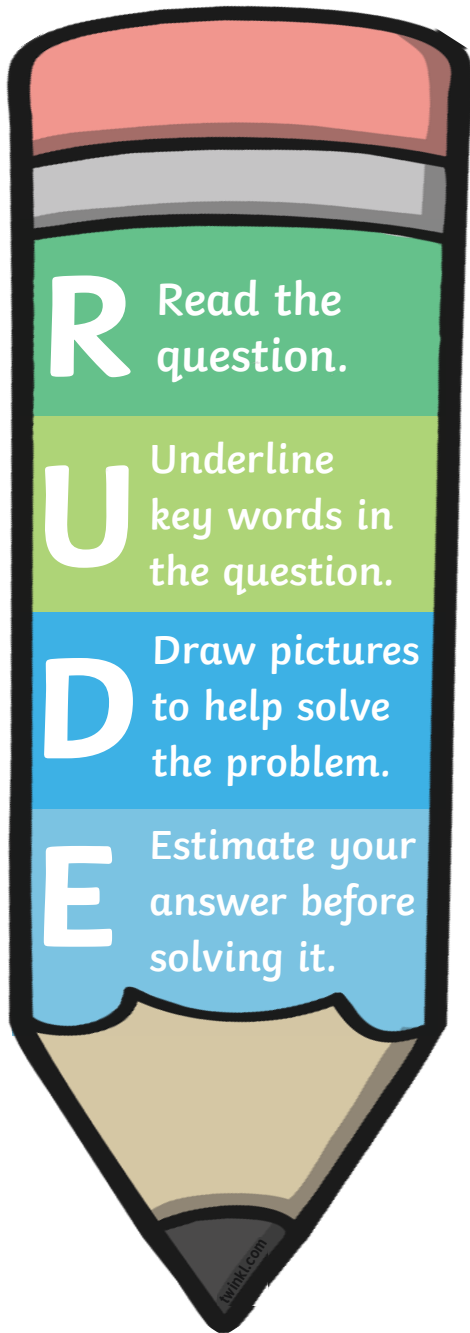 R
Read the
question.
U
Underline
key words in
the question.
D
Draw pictures
to help solve
the problem.
E
Estimate your
answer before
solving it.
twinkl.com